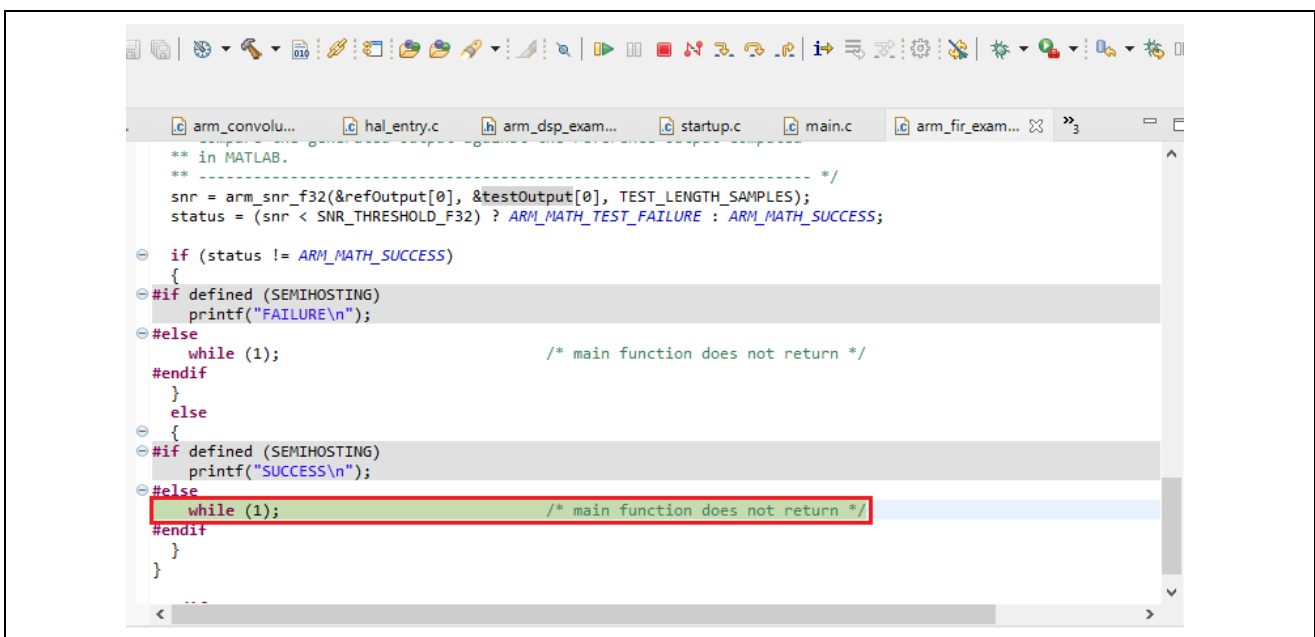 arm_convolu... hal_entry.c arm_dsp_exam... startup.c main.c arm_fir_exam... »3
** in MATLAB.
** ------------------------------------------------------------------ */
snr = arm_snr_f32(&refOutput[0], &testOutput[0], TEST_LENGTH_SAMPLES);
status = (snr < SNR_THRESHOLD_F32) ? ARM_MATH_TEST_FAILURE : ARM_MATH_SUCCESS;
if (status != ARM_MATH_SUCCESS)
{
#if defined (SEMIHOSTING)
printf("FAILURE\n");
#else
while (1); /* main function does not return */
#endif
}
else
{
#if defined (SEMIHOSTING)
printf("SUCCESS\n");
#else
while (1); /* main function does not return */
#endif
}
}